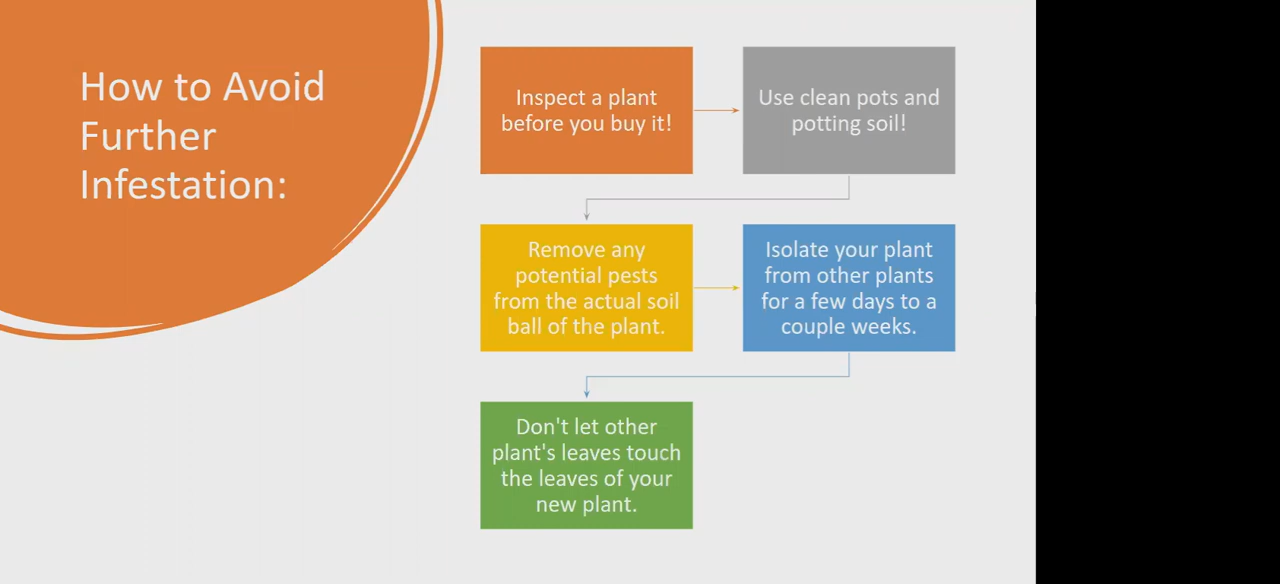 How to Avoid
Further
Infestation:
Inspect a plant
before you buy it!
Use clean pots and
potting soil!
Remove any
potential pests
from the actual soil
ball of the plant.
Isolate your plant
from other plants
for a few days to a
couple weeks.
Don't let other
plant's leaves touch
the leaves of your
new plant.